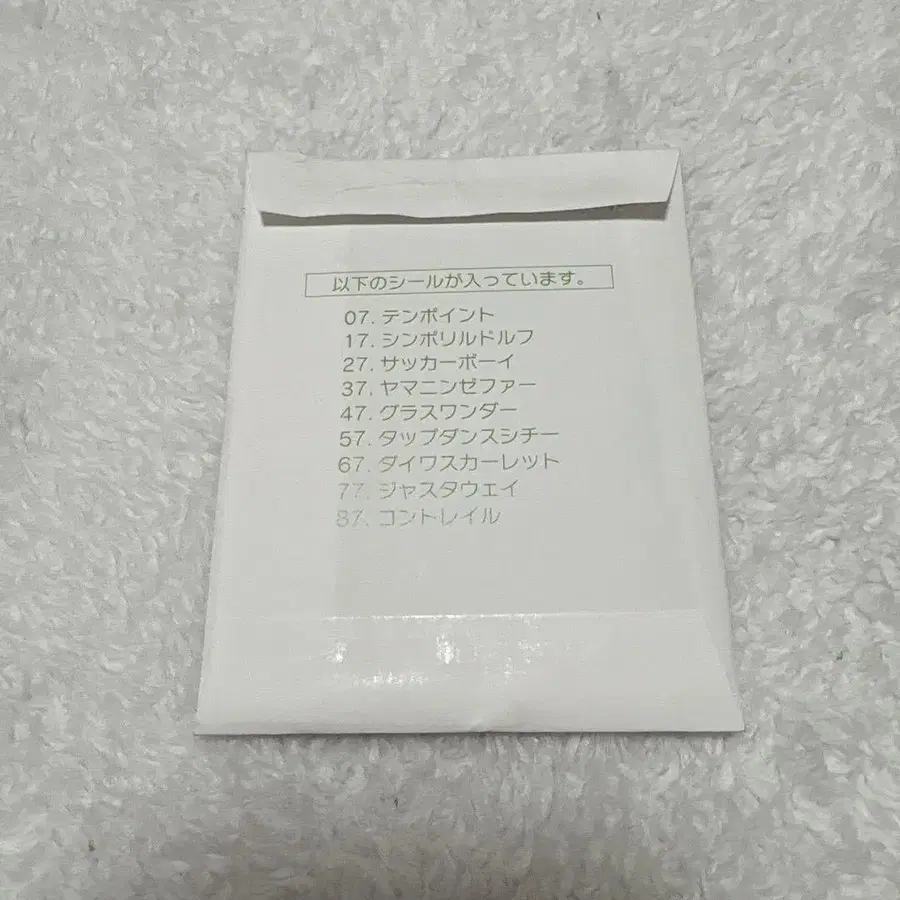 以下のシールが入っています。
07. テンポイント
17. シンボリルドルフ
27. サッカーボーイ
37. ヤマニンゼファー
47. グラスワンダー
57. タップダンスシチー
67. ダイワスカーレット
77. ジャスタウェイ
87. コントレイル